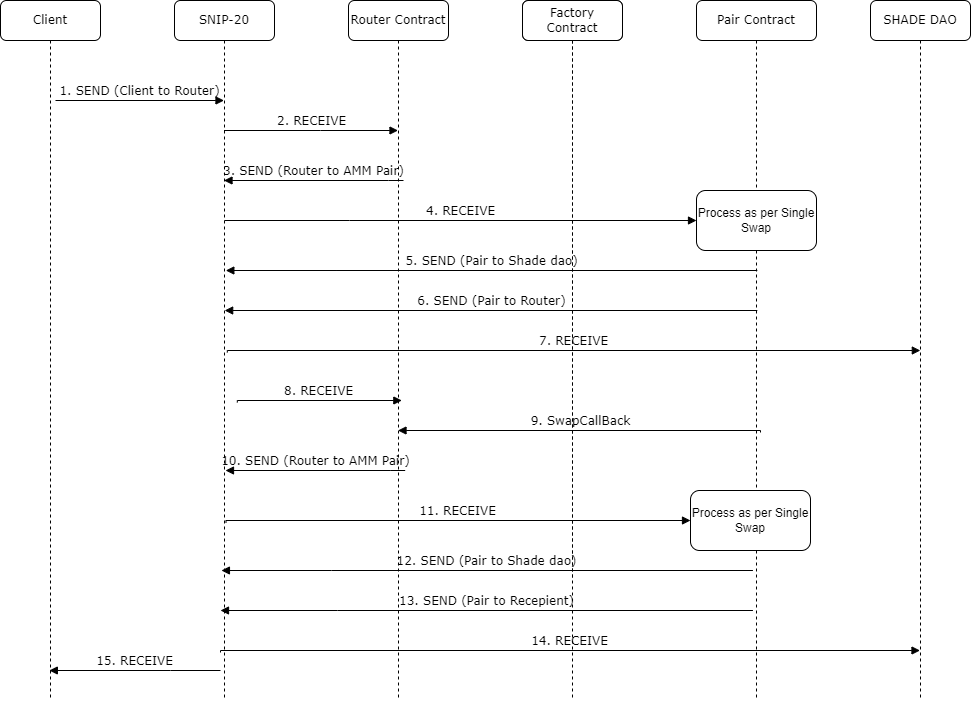 Client
SNIP-20
Router Contract
Factory
Contract
Pair Contract
SHADE DAO
1. SEND (Client to Router)
2. RECEIVE
3. SEND (Router to AMM Pair)
4. RECEIVE
Process as per Single
Swap
5. SEND (Pair to Shade dao)
6. SEND (Pair to Router)
7. RECEIVE
8. RECEIVE
9. SwapCallBack
10. SEND (Router to AMM Pair)
11. RECEIVE
Process as per Single
Swap
12. SEND (Pair to Shade dao)
13. SEND (Pair to Recepient)
14. RECEIVE
15. RECEIVE